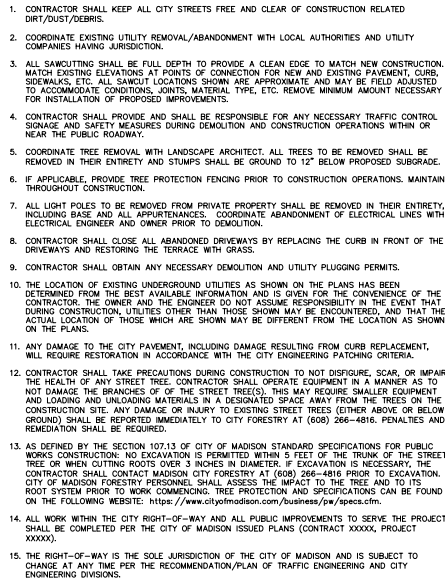 1. CONTRACTOR SHALL KEEP ALL CITY STREETS FREE AND CLEAR OF CONSTRUCTION RELATED
DIRT/DUST/DEBRIS.
2. COORDINATE EXISTING UTILITY REMOVAL/ABANDONMENT WITH LOCAL AUTHORITIES AND UTILITY
COMPANIES HAVING JURISDICTION.
3. ALL SAWCUTTING SHALL BE FULL DEPTH TO PROVIDE A CLEAN EDGE TO MATCH NEW CONSTRUCTION.
MATCH EXISTING ELEVATIONS AT POINTS OF CONNECTION FOR NEW AND EXISTING PAVEMENT, CURB,
SIDEWALKS, ETC. ALL SAWCUT LOCATIONS SHOWN ARE APPROXIMATE AND MAY BE FIELD ADJUSTED
TO ACCOMMODATE CONDITIONS, JOINTS, MATERIAL TYPE, ETC. REMOVE MINIMUM AMOUNT NECESSARY
FOR INSTALLATION OF PROPOSED IMPROVEMENTS.
4. CONTRACTOR SHALL PROVIDE AND SHALL BE RESPONSIBLE FOR ANY NECESSARY TRAFFIC CONTROL
SIGNAGE AND SAFETY MEASURES DURING DEMOLITION AND CONSTRUCTION OPERATIONS WITHIN OR
NEAR THE PUBLIC ROADWAY.
5. COORDINATE TREE REMOVAL WITH LANDSCAPE ARCHITECT. ALL TREES TO BE REMOVED SHALL BE
REMOVED IN THEIR ENTIRETY AND STUMPS SHALL BE GROUND TO 12" BELOW PROPOSED SUBGRADE.
6. IF APPLICABLE, PROVIDE TREE PROTECTION FENCING PRIOR TO CONSTRUCTION OPERATIONS. MAINTAIN
THROUGHOUT CONSTRUCTION.
7. ALL LIGHT POLES TO BE REMOVED FROM PRIVATE PROPERTY SHALL BE REMOVED IN THEIR ENTIRETY,
INCLUDING BASE AND ALL APPURTENANCES. COORDINATE ABANDONMENT OF ELECTRICAL LINES WITH
ELECTRICAL ENGINEER AND OWNER PRIOR TO DEMOLITION.
8. CONTRACTOR SHALL CLOSE ALL ABANDONED DRIVEWAYS BY REPLACING THE CURB IN FRONT OF THE
DRIVEWAYS AND RESTORING THE TERRACE WITH GRASS.
9. CONTRACTOR SHALL OBTAIN ANY NECESSARY DEMOLITION AND UTILITY PLUGGING PERMITS.
10. THE LOCATION OF EXISTING UNDERGROUND UTILITIES AS SHOWN ON THE PLANS HAS BEEN
DETERMINED FROM THE BEST AVAILABLE INFORMATION AND IS GIVEN FOR THE CONVENIENCE OF THE
CONTRACTOR. THE OWNER AND THE ENGINEER DO NOT ASSUME RESPONSIBILITY IN THE EVENT THAT
DURING CONSTRUCTION, UTILITIES OTHER THAN THOSE SHOWN MAY BE ENCOUNTERED, AND THAT THE
ACTUAL LOCATION OF THOSE WHICH ARE SHOWN MAY BE DIFFERENT FROM THE LOCATION AS SHOWN
ON THE PLANS.
11. ANY DAMAGE TO THE CITY PAVEMENT, INCLUDING DAMAGE RESULTING FROM CURB REPLACEMENT,
WILL REQUIRE RESTORATION IN ACCORDANCE WITH THE CITY ENGINEERING PATCHING CRITERIA.
12. CONTRACTOR SHALL TAKE PRECAUTIONS DURING CONSTRUCTION TO NOT DISFIGURE, SCAR, OR IMPAIR
THE HEALTH OF ANY STREET TREE. CONTRACTOR SHALL OPERATE EQUIPMENT IN A MANNER AS TO
NOT DAMAGE THE BRANCHES OF OF THE STREET TREE(S). THIS MAY REQUIRE SMALLER EQUIPMENT
AND LOADING AND UNLOADING MATERIALS IN A DESIGNATED SPACE AWAY FROM THE TREES ON THE
CONSTRUCTION SITE. ANY DAMAGE OR INJURY TO EXISTING STREET TREES (EITHER ABOVE OR BELOW
GROUND) SHALL BE REPORTED IMMEDIATELY TO CITY FORESTRY AT (608) 266-4816. PENALTIES AND
REMEDIATION SHALL BE REQUIRED.
13. AS DEFINED BY THE SECTION 107.13 OF CITY OF MADISON STANDARD SPECIFICATIONS FOR PUBLIC
WORKS CONSTRUCTION: NO EXCAVATION IS PERMITTED WITHIN 5 FEET OF THE TRUNK OF THE STREET
TREE OR WHEN CUTTING ROOTS OVER 3 INCHES IN DIAMETER. IF EXCAVATION IS NECESSARY, THE
CONTRACTOR SHALL CONTACT MADISON CITY FORESTRY AT (608) 266-4816 PRIOR TO EXCAVATION.
CITY OF MADISON FORESTRY PERSONNEL SHALL ASSESS THE IMPACT TO THE TREE AND TO ITS
ROOT SYSTEM PRIOR TO WORK COMMENCING. TREE PROTECTION AND SPECIFICATIONS CAN BE FOUND
ON THE FOLLOWING WEBSITE: https://www.cityofmadison.com/business/pw/specs.cfm.
14. ALL WORK WITHIN THE CITY RIGHT-OF-WAY AND ALL PUBLIC IMPROVEMENTS TO SERVE THE PROJECT
SHALL BE COMPLETED PER THE CITY OF MADISON ISSUED PLANS (CONTRACT XXXXX, PROJECT
XXXXX).
15. THE RIGHT-OF-WAY IS THE SOLE JURISDICTION OF THE CITY OF MADISON AND IS SUBJECT TO
CHANGE AT ANY TIME PER THE RECOMMENDATION/PLAN OF TRAFFIC ENGINEERING AND CITY
ENGINEERING DIVISIONS.